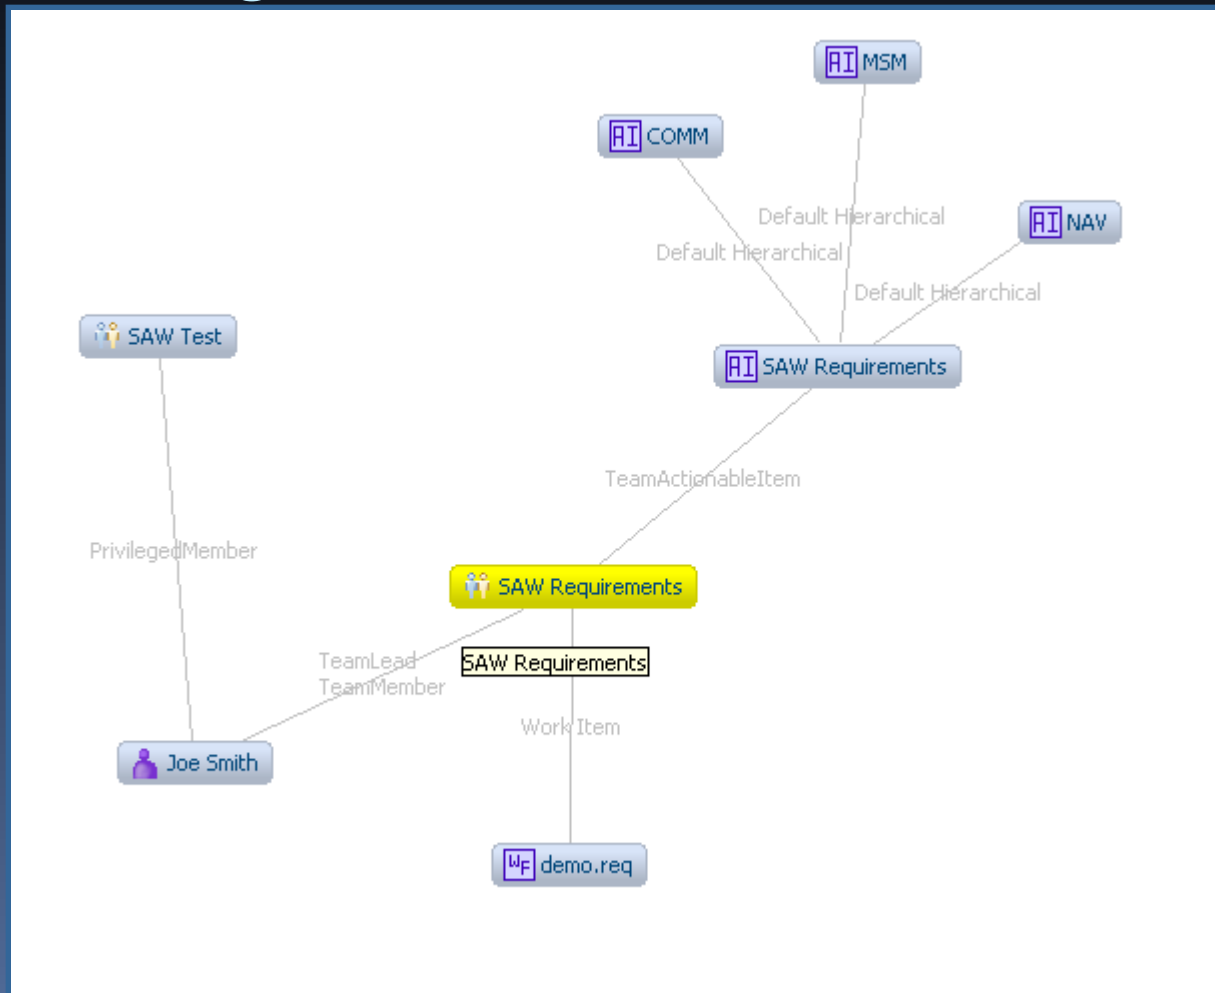 AI MSM
AI COMM
Default Hierarchical
AI NAV
Default Hierarchical
Default Hierarchical
SAW Test
AI SAW Requirements
TeamActionableItem
PrivilegedMember
SAW Requirements
TeamLead
SAW Requirements
TeamMember
Work Item
Joe Smith
WF demo.req